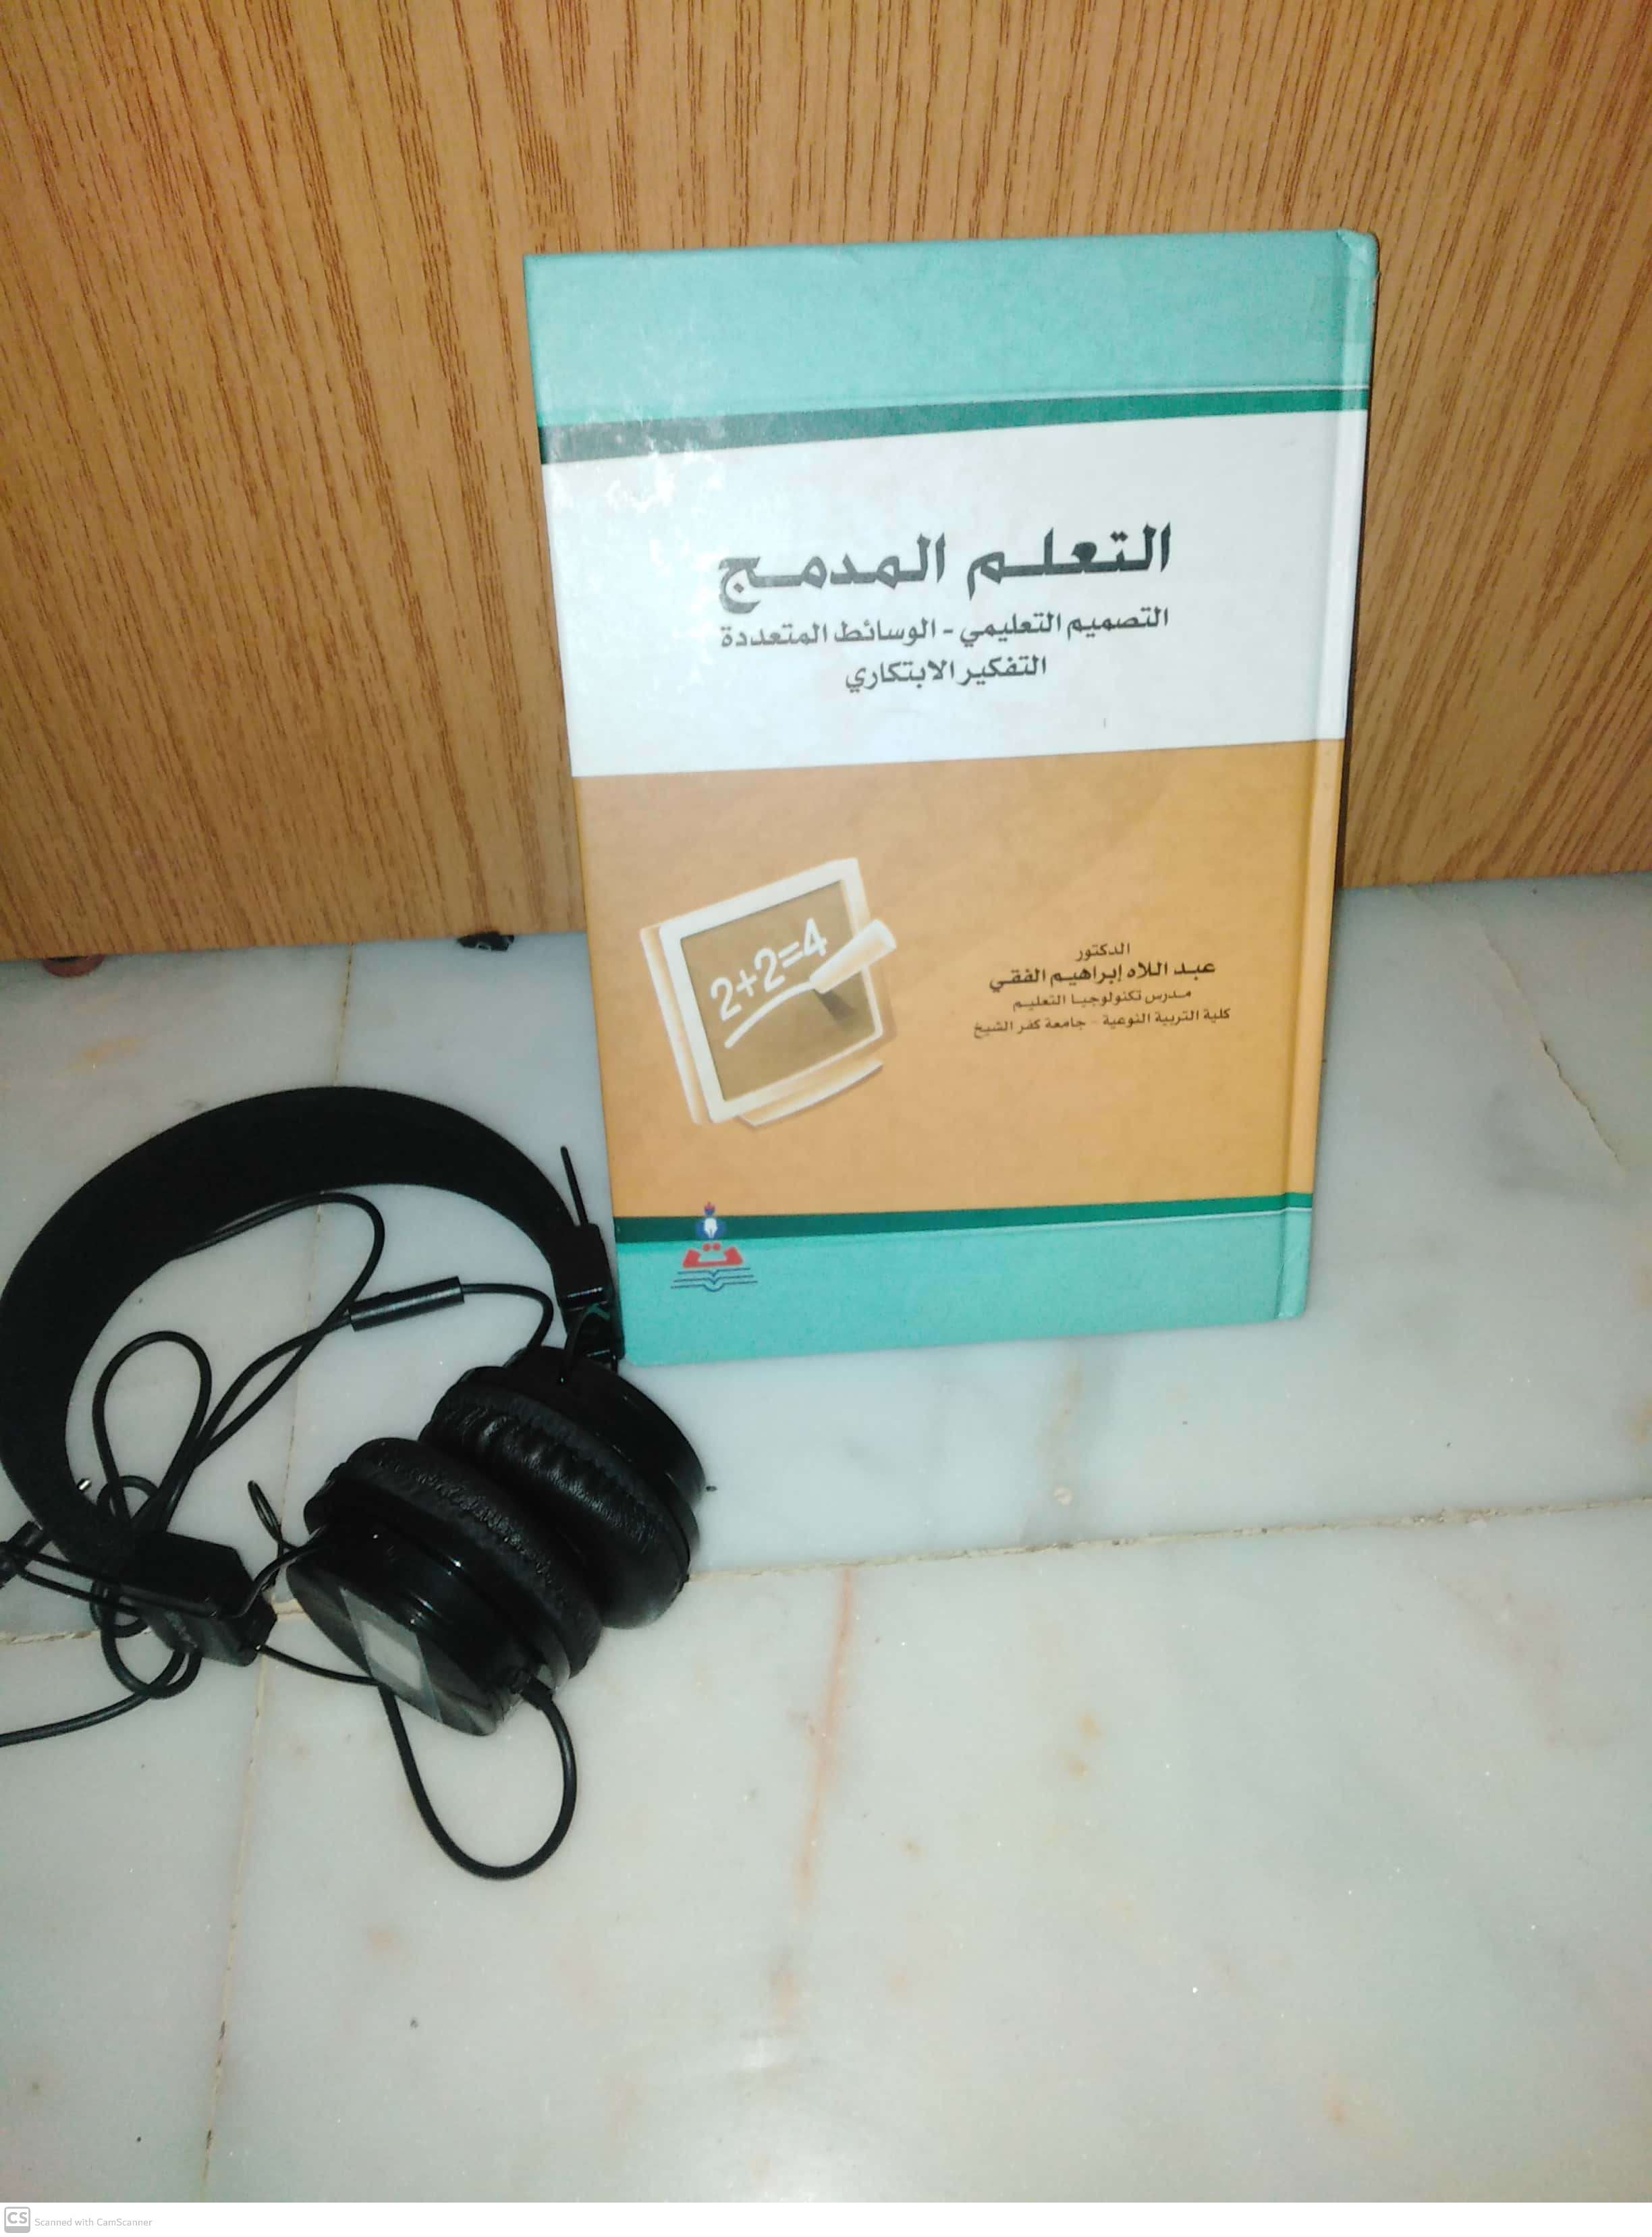 التعلم المدمج
التصميم التعليمي - الوسائط المتعددة
التفكير الابتكاري
2+2=4
الدكتور
عبد اللاه إبراهيم الفقي
مدرس تكنولوجيا التعليم
كلية التربية النوعية - جامعة كفر الشيخ
CS Scanned with CamScanner